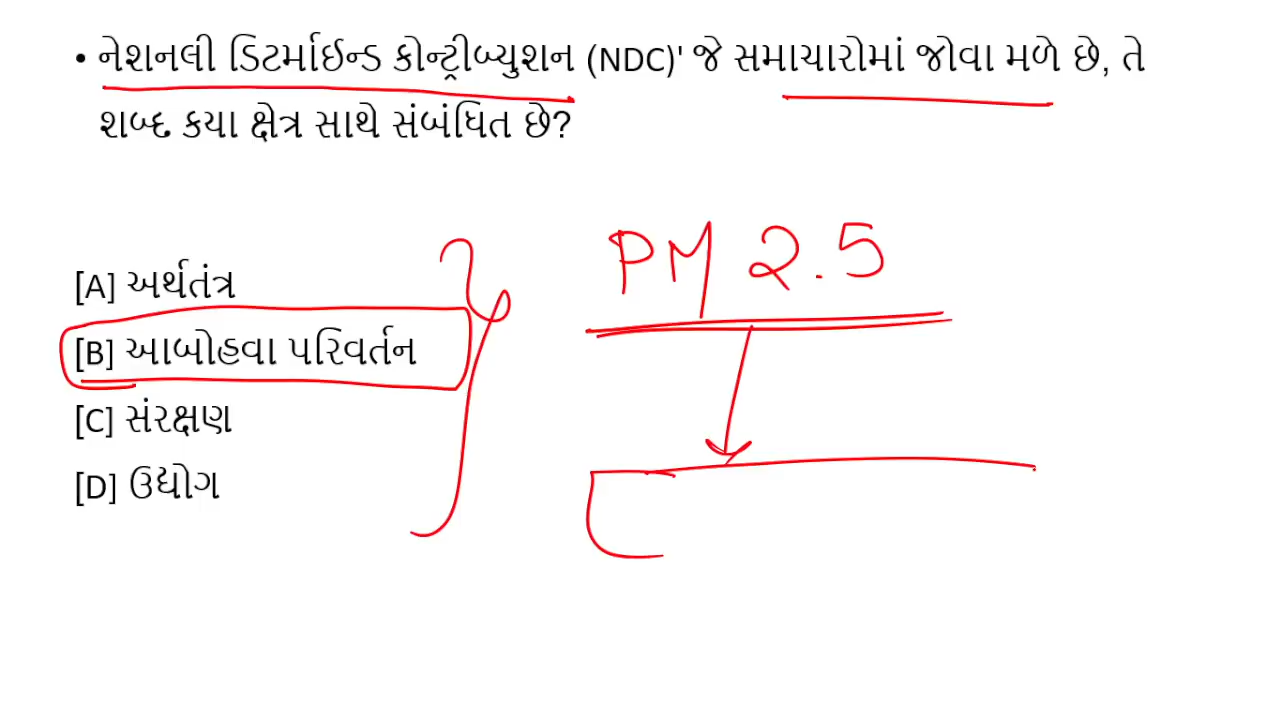 • નેશનલી ડિટર્માઈન્ડ કોન્ટ્રીબ્યુશન (NDC)' જે સમાચારોમાં જોવા મળે છે, તે
શબ્દ કયા ક્ષેત્ર સાથે સંબંધિત છે?
[A] અર્થતંત્ર
[B] આબોહવા પરિવર્તન
[C] સંરક્ષણ
[D] ઉદ્યોગ
PM 2.5